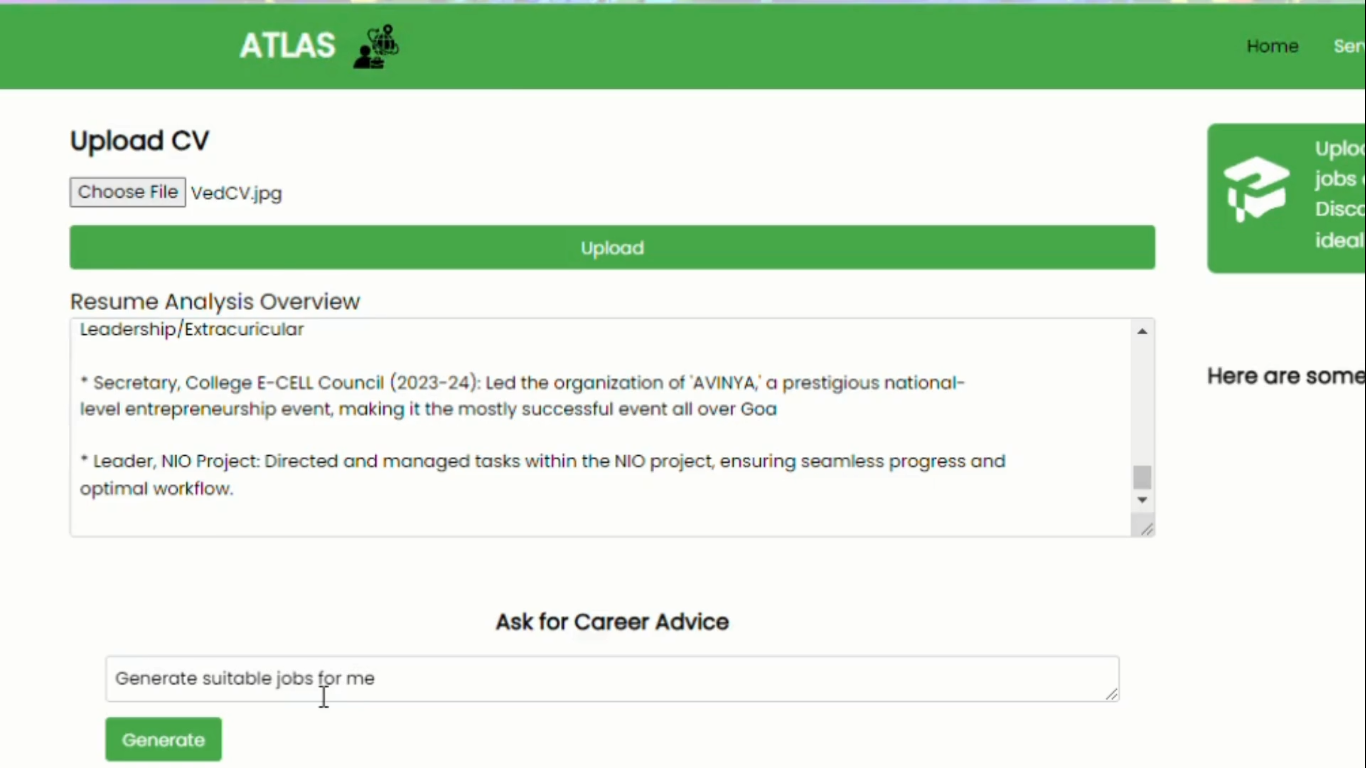 ATLAS
Home
Ser
Upload CV
Choose File VedCV.jpg
Upload
Resume Analysis Overview
Leadership/Extracuricular
* Secretary, College E-CELL Council (2023-24): Led the organization of 'AVINYA,' a prestigious national-
level entrepreneurship event, making it the mostly successful event all over Goa
* Leader, NIO Project: Directed and managed tasks within the NIO project, ensuring seamless progress and
optimal workflow.
Ask for Career Advice
Generate suitable jobs for me
Generate
Uploa
jobs
Disco
ideal
Here are some